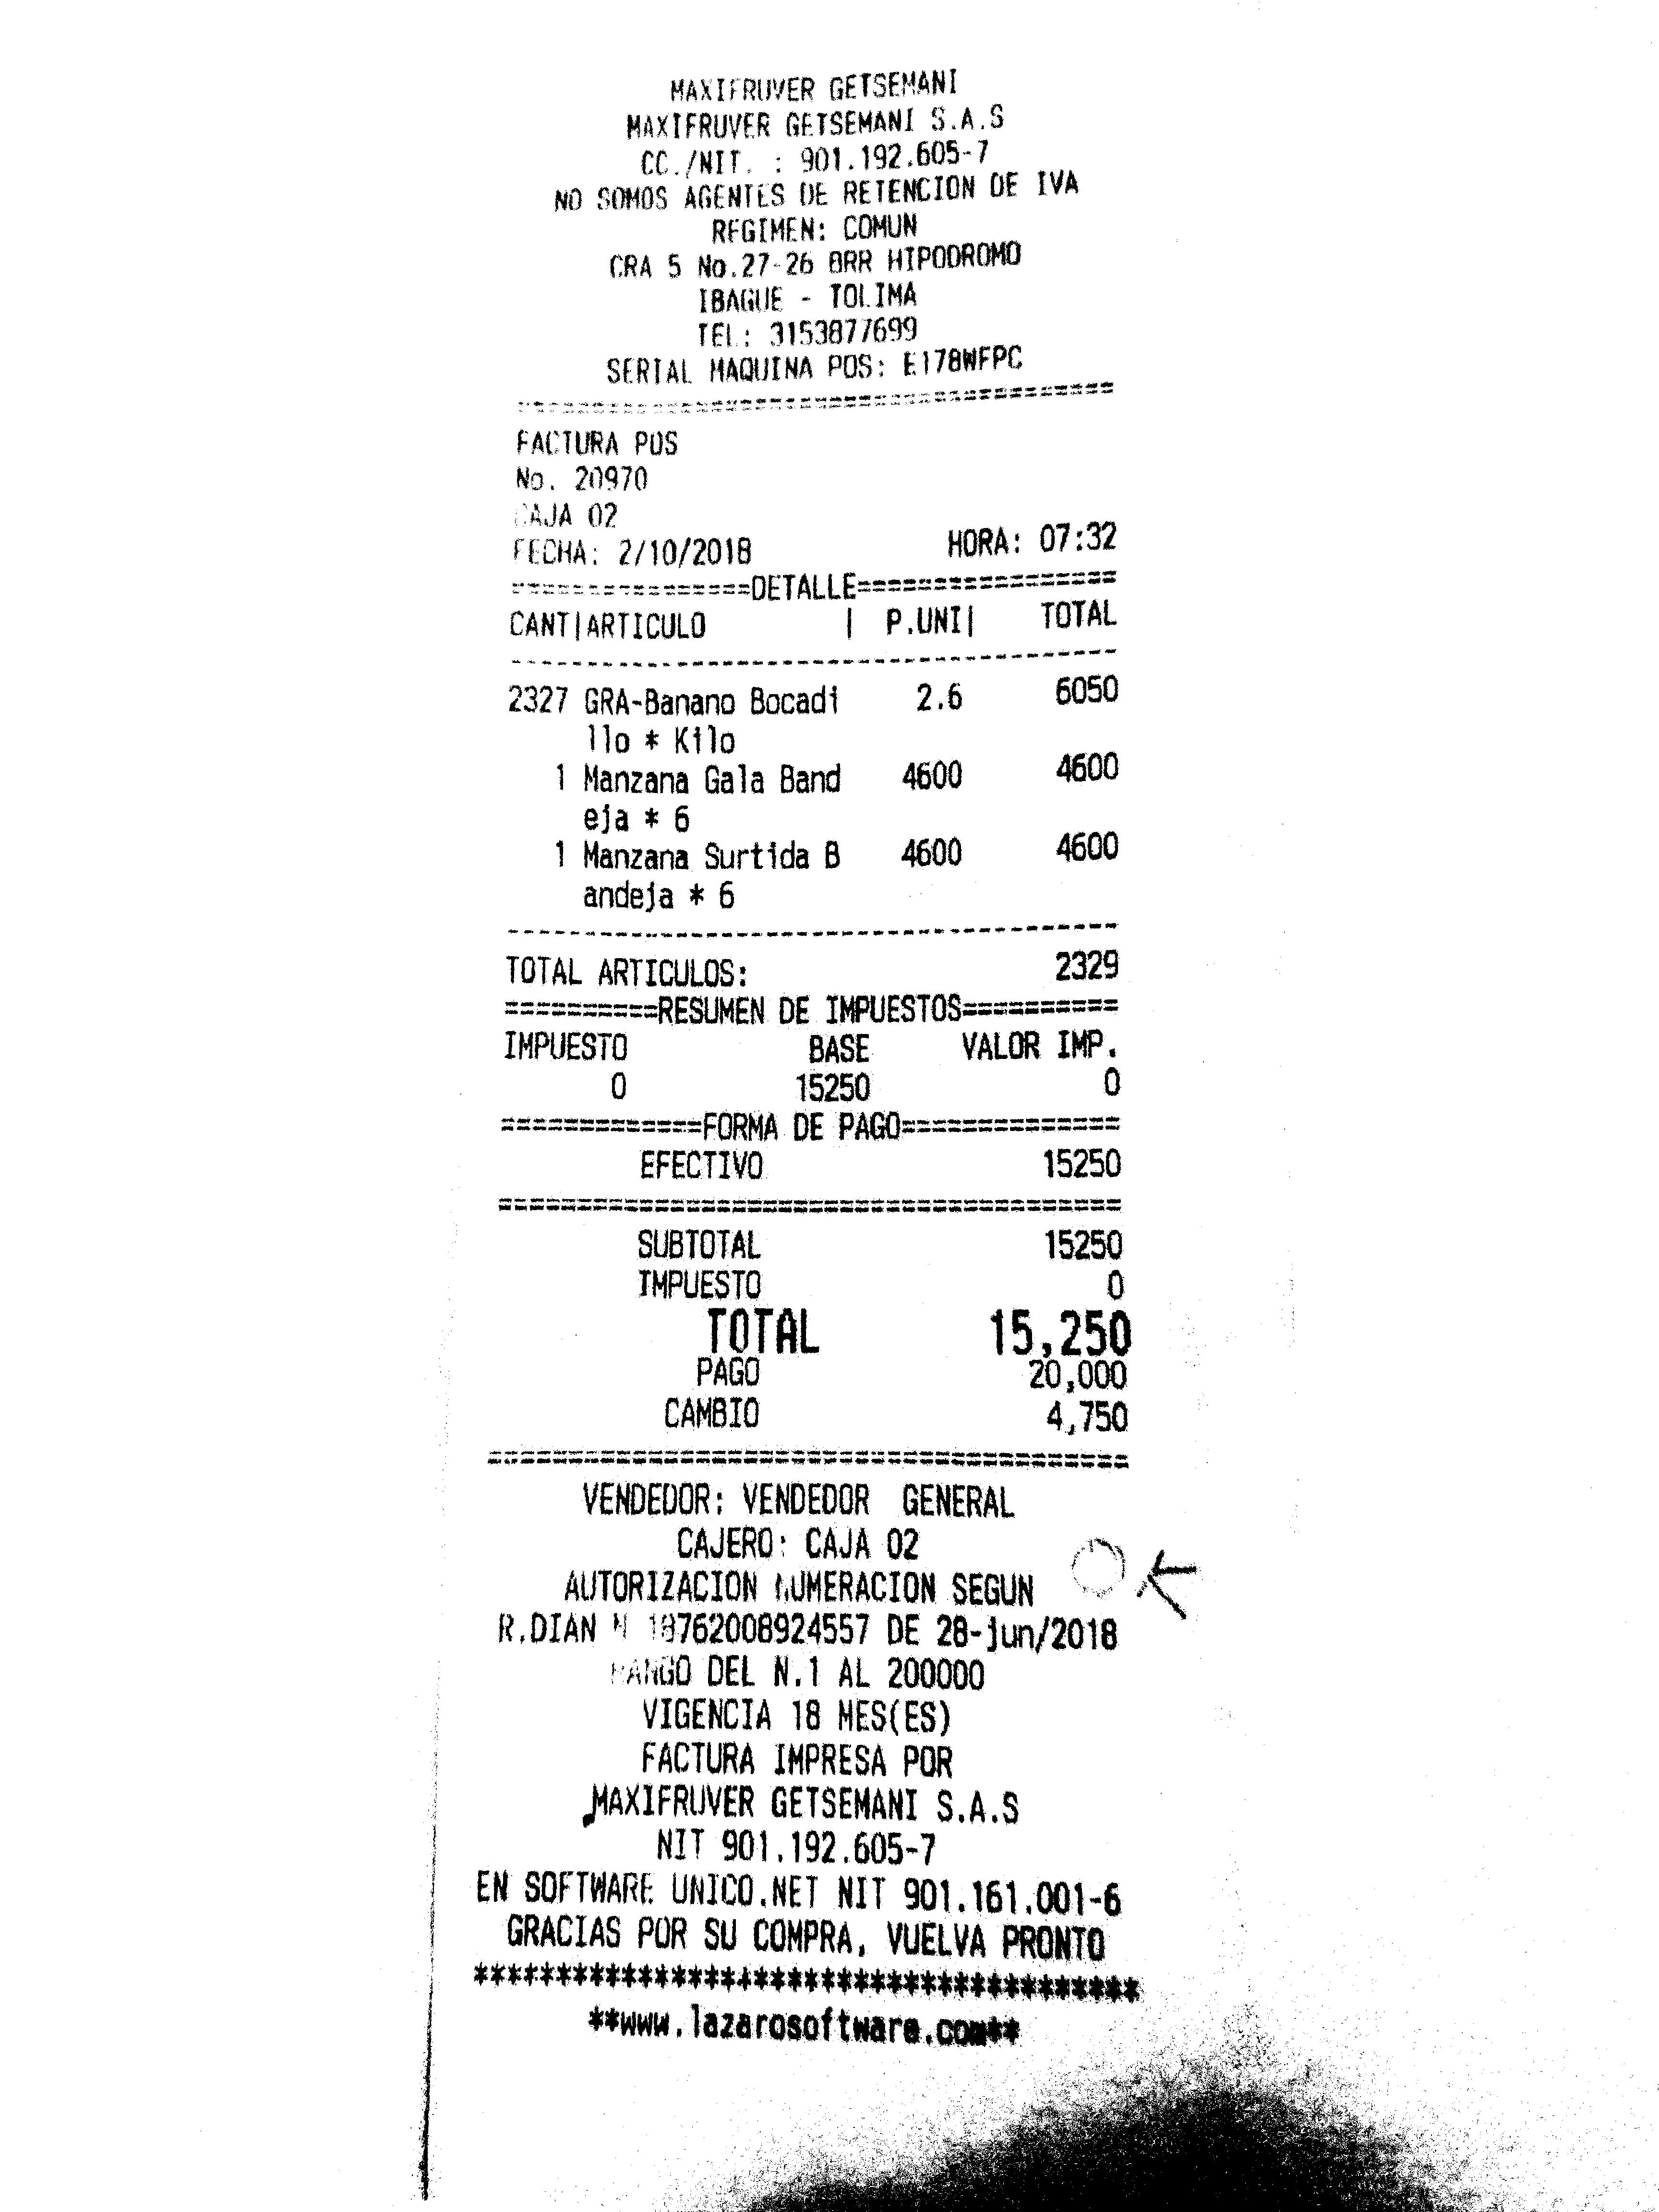 MAXIFRUVER GETSEMANI
MAXIFRUVER GETSEMANI S.A.S
CC./NIT. : 901.192.605-7
NO SOMOS AGENTES DE RETENCION DE IVA
REGIMEN: COMUN
CRA 5 No.27-26 BRR HIPODROMO
IBAGUE - TOLIMA
TEL: 3153877699
SERIAL MAQUINA POS: E178WFPC
=======================================
FACTURA POS
No. 20970
CAJA 02
FECHA: 2/10/2018 HORA: 07:32
================DETALLE=================
CANT|ARTICULO | P.UNI| TOTAL
---------------------------------------
2327 GRA-Banano Bocadi 2.6 6050
llo * Kilo
1 Manzana Gala Band 4600 4600
eja * 6
1 Manzana Surtida B 4600 4600
andeja * 6
---------------------------------------
TOTAL ARTICULOS: 2329
==========RESUMEN DE IMPUESTOS==========
IMPUESTO BASE VALOR IMP.
0 15250 0
=============FORMA DE PAGO==============
EFECTIVO 15250
========================================
SUBTOTAL 15250
IMPUESTO 0
TOTAL 15,250
PAGO 20,000
CAMBIO 4,750
========================================
VENDEDOR: VENDEDOR GENERAL
CAJERO: CAJA 02
AUTORIZACION NUMERACION SEGUN
R.DIAN N 18762008924557 DE 28-jun/2018
RANGO DEL N.1 AL 200000
VIGENCIA 18 MES(ES)
FACTURA IMPRESA POR
MAXIFRUVER GETSEMANI S.A.S
NIT 901.192.605-7
EN SOFTWARE UNICO.NET NIT 901.161.001-6
GRACIAS POR SU COMPRA, VUELVA PRONTO
****************************************
**www.lazarosoftware.com**